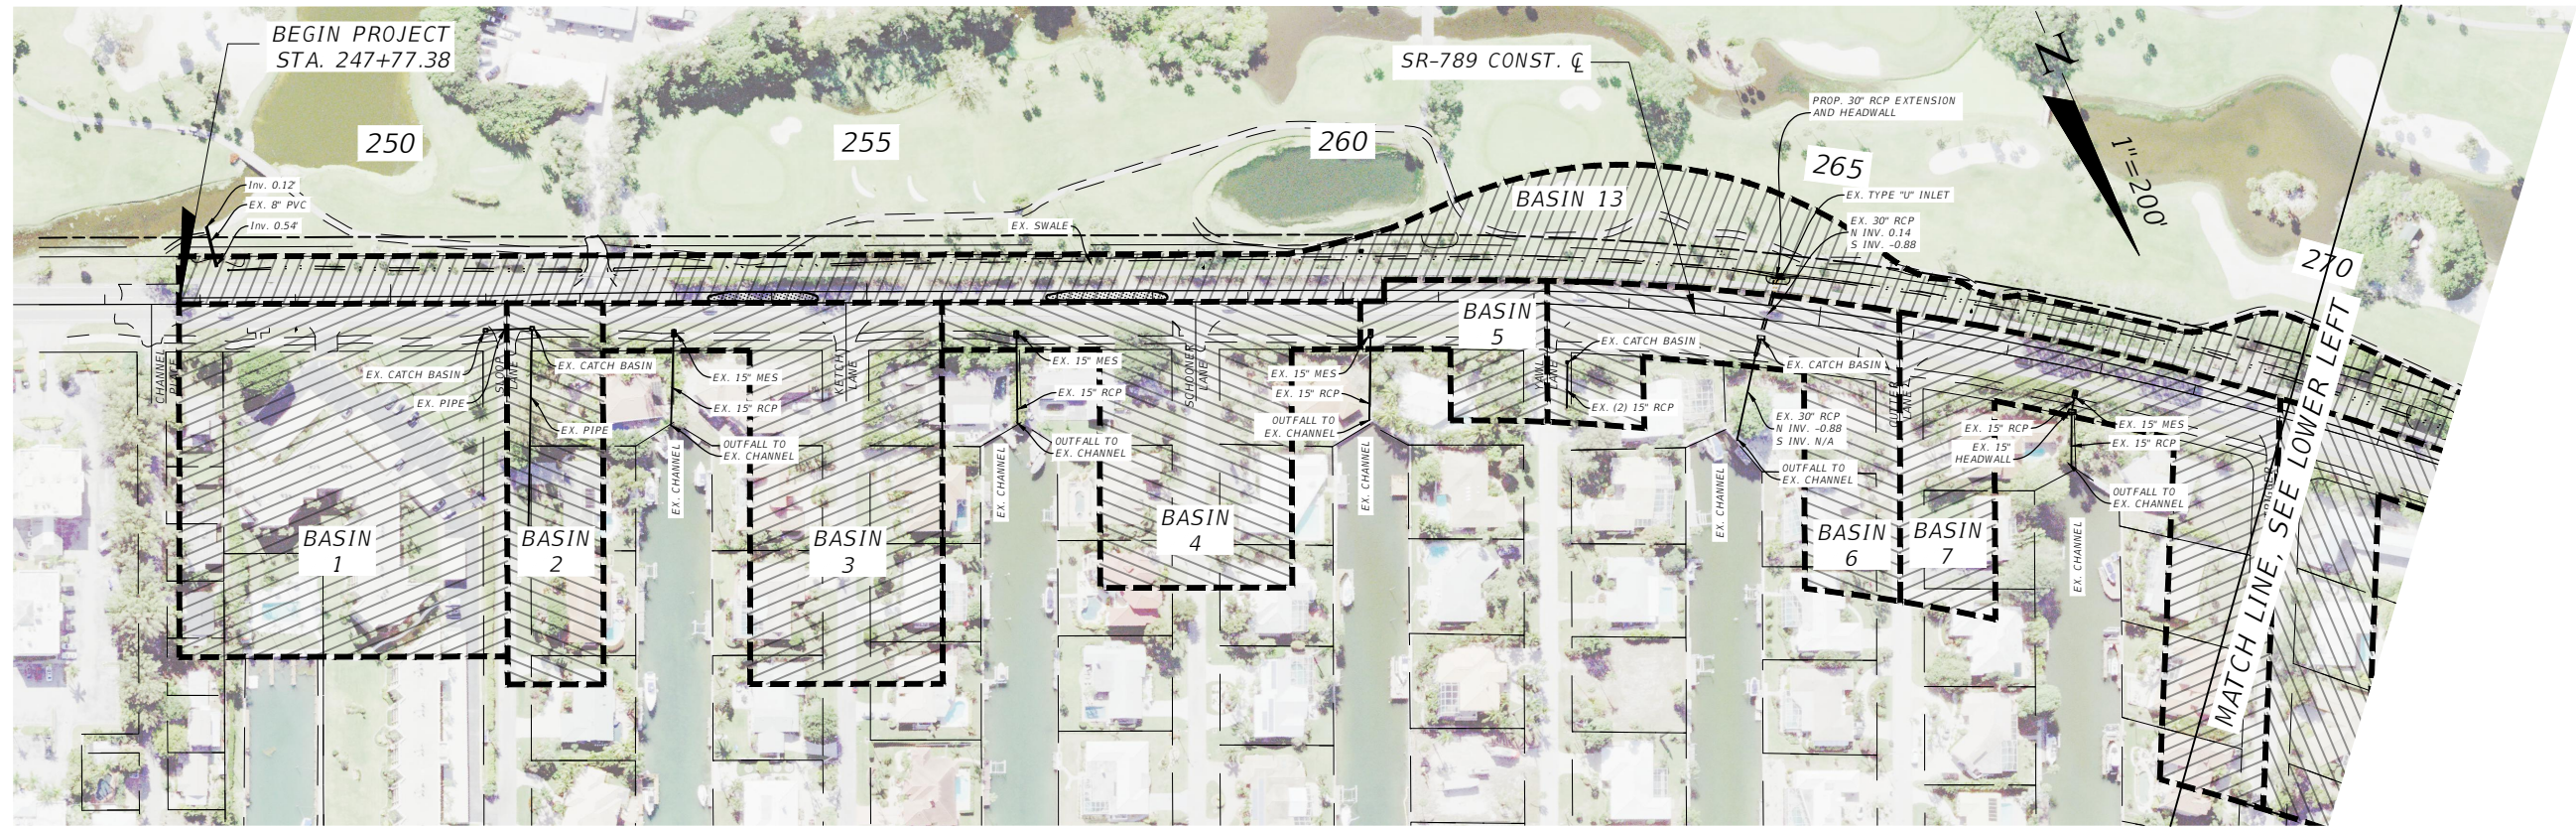 BEGIN PROJECT
STA. 247+77.38
SR-789 CONST. ℄
N
1"=200'
PROP. 30" RCP EXTENSION
AND HEADWALL
250
255
260
265
270
Inv. 0.12'
EX. 8" PVC
Inv. 0.54'
EX. SWALE
BASIN 13
EX. TYPE "U" INLET
EX. 30" RCP
N INV. 0.14
S INV. -0.88
CHANNEL
PLACE
SLOOP
LANE
KETCH
LANE
SCHOONER
LANE
YAWL
LANE
CUTTER
LANE
EX. CATCH BASIN
EX. PIPE
EX. CATCH BASIN
EX. PIPE
EX. 15" MES
EX. 15" RCP
OUTFALL TO
EX. CHANNEL
EX. CHANNEL
EX. 15" MES
EX. 15" RCP
OUTFALL TO
EX. CHANNEL
EX. CHANNEL
EX. 15" MES
EX. 15" RCP
OUTFALL TO
EX. CHANNEL
EX. CHANNEL
BASIN
5
EX. CATCH BASIN
EX. (2) 15" RCP
EX. CATCH BASIN
EX. 30" RCP
N INV. -0.88
S INV. N/A
OUTFALL TO
EX. CHANNEL
EX. CHANNEL
EX. 15" RCP
EX. 15"
HEADWALL
EX. 15" MES
EX. 15" RCP
OUTFALL TO
EX. CHANNEL
EX. CHANNEL
BASIN
1
BASIN
2
BASIN
3
BASIN
4
BASIN
6
BASIN
7
MATCH LINE, SEE LOWER LEFT